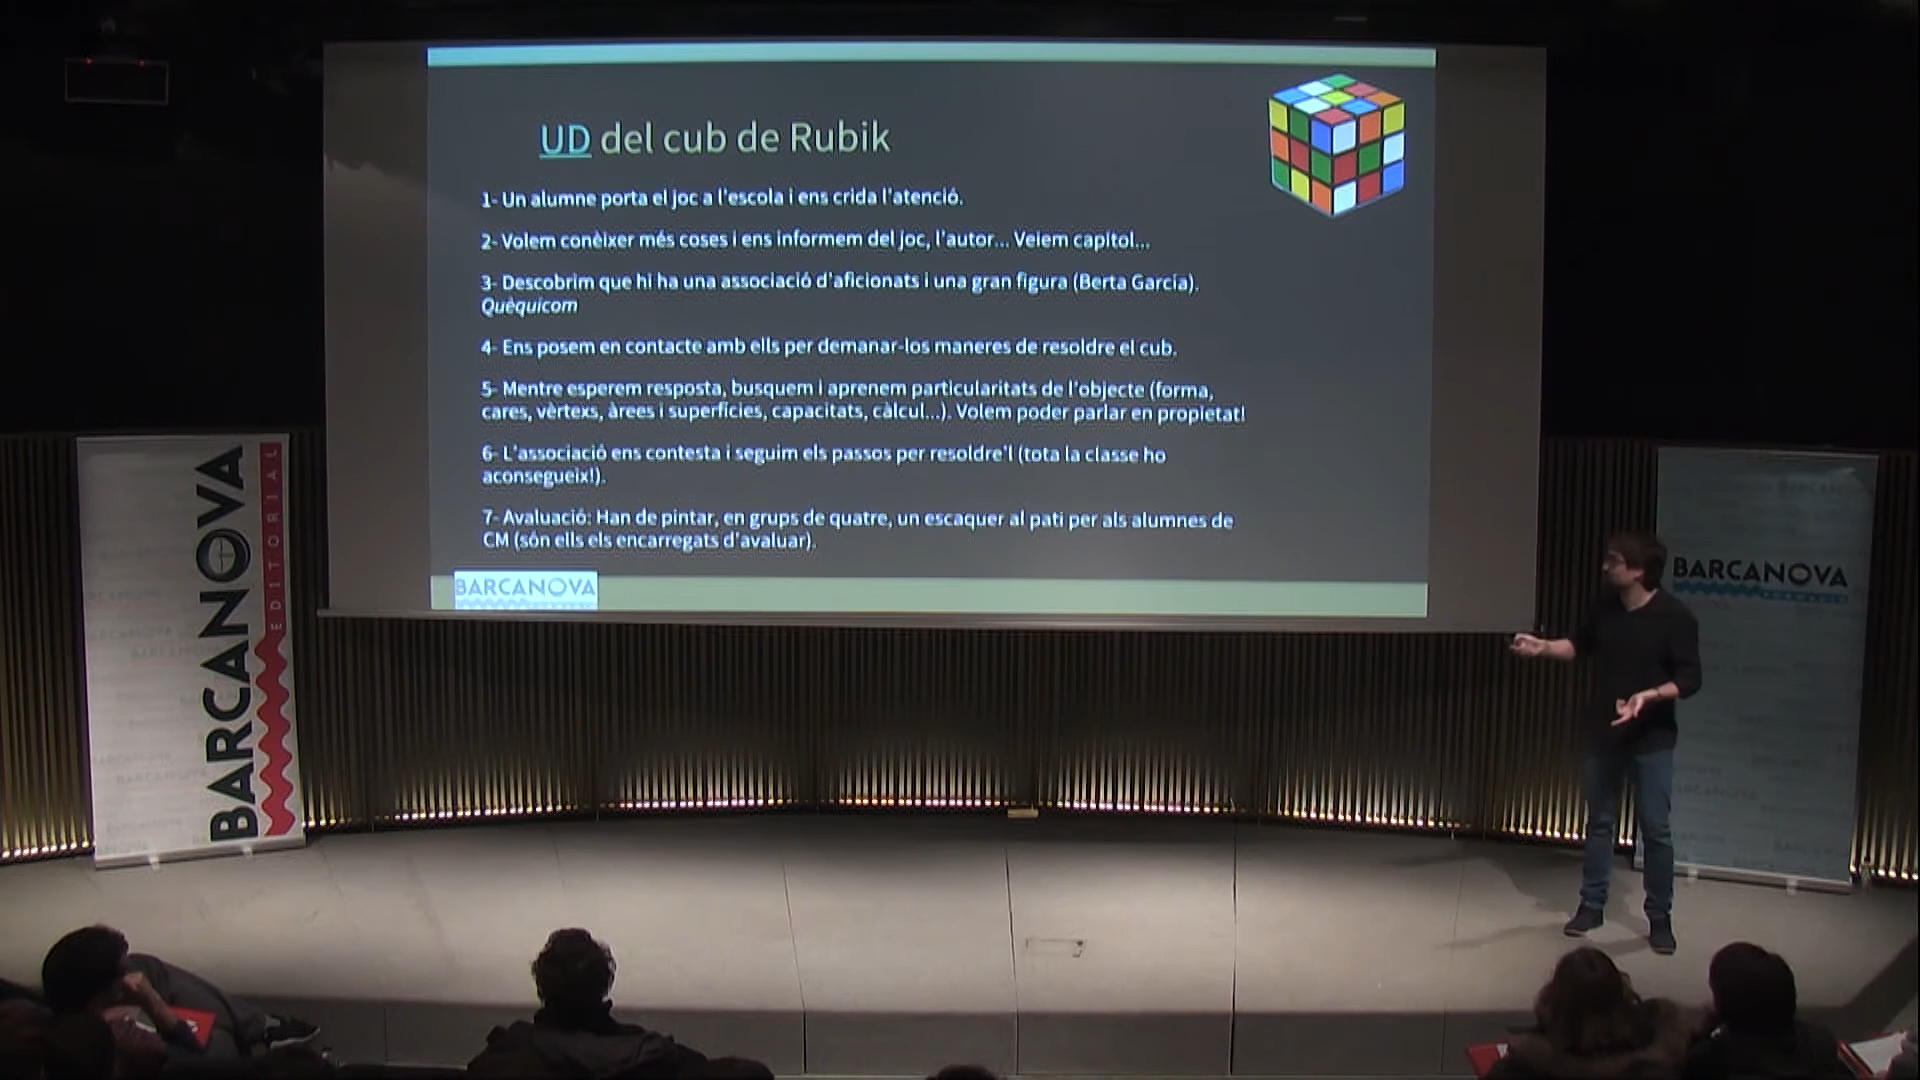 UD del cub de Rubik
1- Un alumne porta el joc a l'escola i ens crida l'atenció.
2- Volem conèixer més coses i ens informem del joc, l'autor... Veiem capítol...
3- Descobrim que hi ha una associació d'aficionats i una gran figura (Berta García).
Quèquicom
4- Ens posem en contacte amb ells per demanar-los maneres de resoldre el cub.
5- Mentre esperem resposta, busquem i aprenem particularitats de l'objecte (forma,
cares, vèrtexs, àrees i superfícies, capacitats, càlcul...). Volem poder parlar en propietat!
6- L'associació ens contesta i seguim els passos per resoldre'l (tota la classe ho
aconsegueix!).
7- Avaluació: Han de pintar, en grups de quatre, un escaquer al pati per als alumnes de
CM (són ells els encarregats d'avaluar).
BARCANOVA
BARCANOVA
EDITORIAL
BARCANOVA